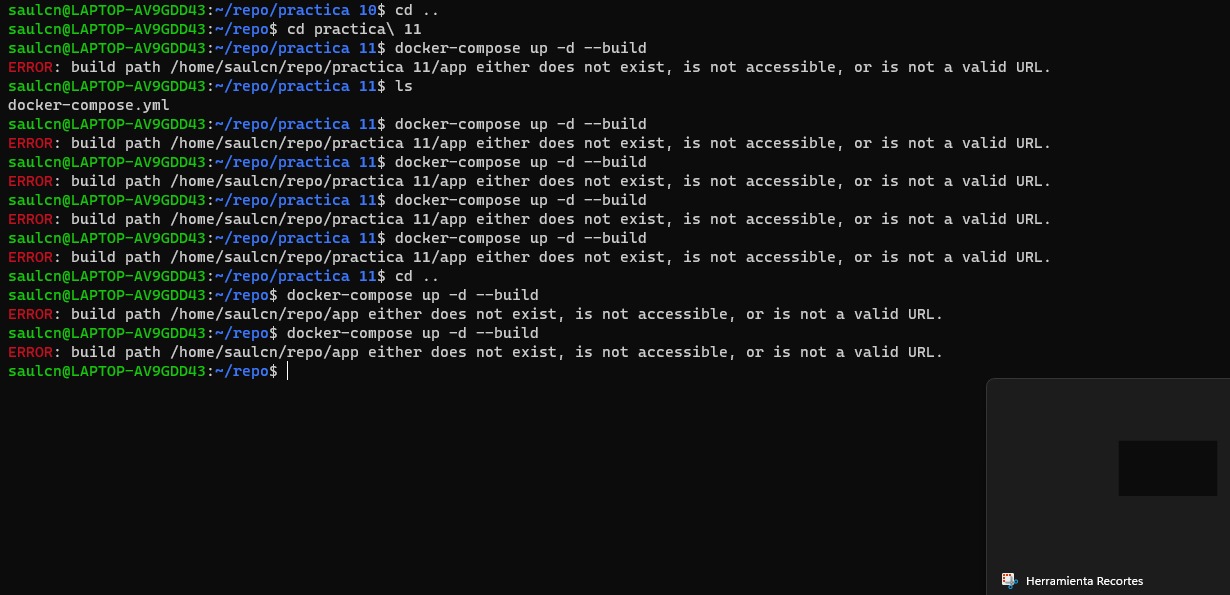 saulcn@LAPTOP-AV9GDD43:~/repo/practica 10$ cd ..
saulcn@LAPTOP-AV9GDD43:~/repo$ cd practica\ 11
saulcn@LAPTOP-AV9GDD43:~/repo/practica 11$ docker-compose up -d --build
ERROR: build path /home/saulcn/repo/practica 11/app either does not exist, is not accessible, or is not a valid URL.
saulcn@LAPTOP-AV9GDD43:~/repo/practica 11$ ls
docker-compose.yml
saulcn@LAPTOP-AV9GDD43:~/repo/practica 11$ docker-compose up -d --build
ERROR: build path /home/saulcn/repo/practica 11/app either does not exist, is not accessible, or is not a valid URL.
saulcn@LAPTOP-AV9GDD43:~/repo/practica 11$ docker-compose up -d --build
ERROR: build path /home/saulcn/repo/practica 11/app either does not exist, is not accessible, or is not a valid URL.
saulcn@LAPTOP-AV9GDD43:~/repo/practica 11$ docker-compose up -d --build
ERROR: build path /home/saulcn/repo/practica 11/app either does not exist, is not accessible, or is not a valid URL.
saulcn@LAPTOP-AV9GDD43:~/repo/practica 11$ docker-compose up -d --build
ERROR: build path /home/saulcn/repo/practica 11/app either does not exist, is not accessible, or is not a valid URL.
saulcn@LAPTOP-AV9GDD43:~/repo/practica 11$ cd ..
saulcn@LAPTOP-AV9GDD43:~/repo$ docker-compose up -d --build
ERROR: build path /home/saulcn/repo/app either does not exist, is not accessible, or is not a valid URL.
saulcn@LAPTOP-AV9GDD43:~/repo$ docker-compose up -d --build
ERROR: build path /home/saulcn/repo/app either does not exist, is not accessible, or is not a valid URL.
saulcn@LAPTOP-AV9GDD43:~/repo$
Herramienta Recortes